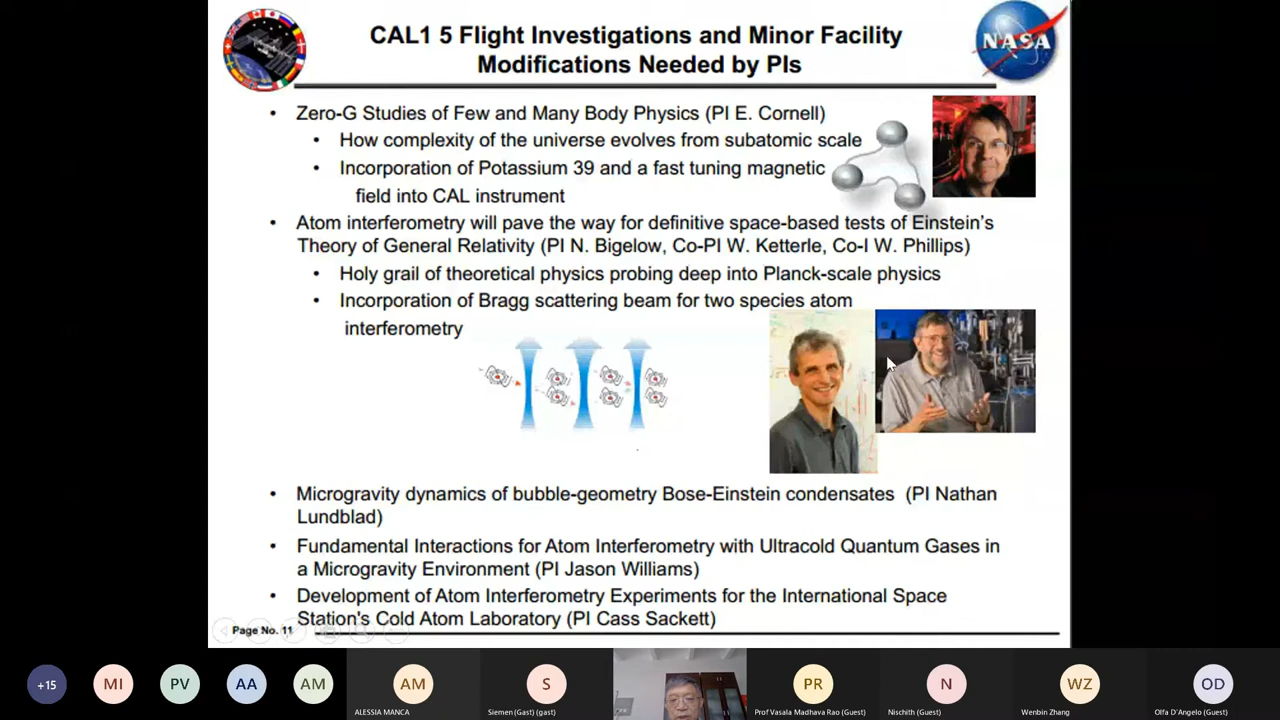 CAL1 5 Flight Investigations and Minor Facility
Modifications Needed by PIs
NASA
• Zero-G Studies of Few and Many Body Physics (PI E. Cornell)
• How complexity of the universe evolves from subatomic scale
• Incorporation of Potassium 39 and a fast tuning magnetic
field into CAL instrument
• Atom interferometry will pave the way for definitive space-based tests of Einstein's
Theory of General Relativity (PI N. Bigelow, Co-PI W. Ketterle, Co-I W. Phillips)
• Holy grail of theoretical physics probing deep into Planck-scale physics
• Incorporation of Bragg scattering beam for two species atom
interferometry
• Microgravity dynamics of bubble-geometry Bose-Einstein condensates (PI Nathan
Lundblad)
• Fundamental Interactions for Atom Interferometry with Ultracold Quantum Gases in
a Microgravity Environment (PI Jason Williams)
• Development of Atom Interferometry Experiments for the International Space
Station's Cold Atom Laboratory (PI Cass Sackett)
Page No. 11
+15 MI PV AA AM AM S PR N WZ OD
ALESSIA MANCA Siemen (Gast) (gast) Prof Vasala Madhava Rao (Guest) Nischith (Guest) Wenbin Zhang Olfa D'Angelo (Guest)